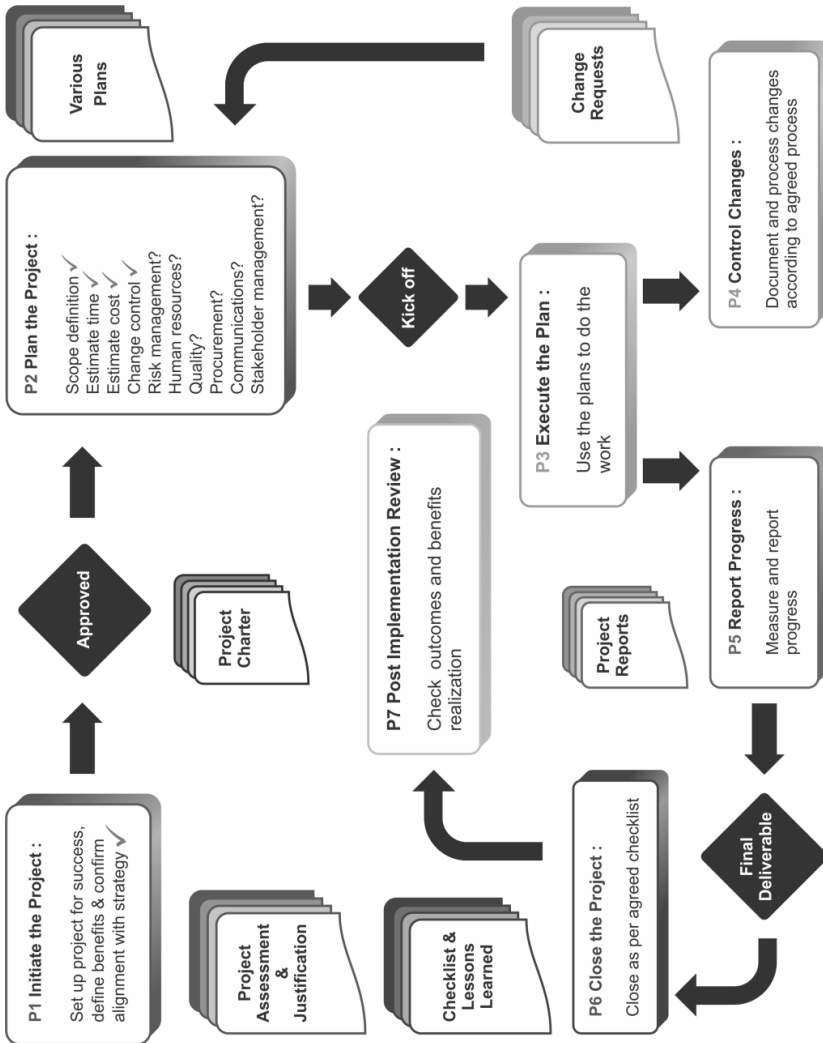 P1 Initiate the Project :
Set up project for success,
define benefits & confirm
alignment with strategy ✓
Approved
P2 Plan the Project :
Scope definition ✓
Estimate time ✓
Estimate cost ✓
Change control ✓
Risk management?
Human resources?
Quality?
Procurement?
Communications?
Stakeholder management?
Various
Plans
Project
Assessment
&
Justification
Project
Charter
Kick off
Checklist &
Lessons
Learned
P7 Post Implementation Review :
Check outcomes and benefits
realization
P3 Execute the Plan :
Use the plans to do the
work
Change
Requests
P6 Close the Project :
Close as per agreed checklist
Project
Reports
Final
Deliverable
P5 Report Progress :
Measure and report
progress
P4 Control Changes :
Document and process changes
according to agreed process